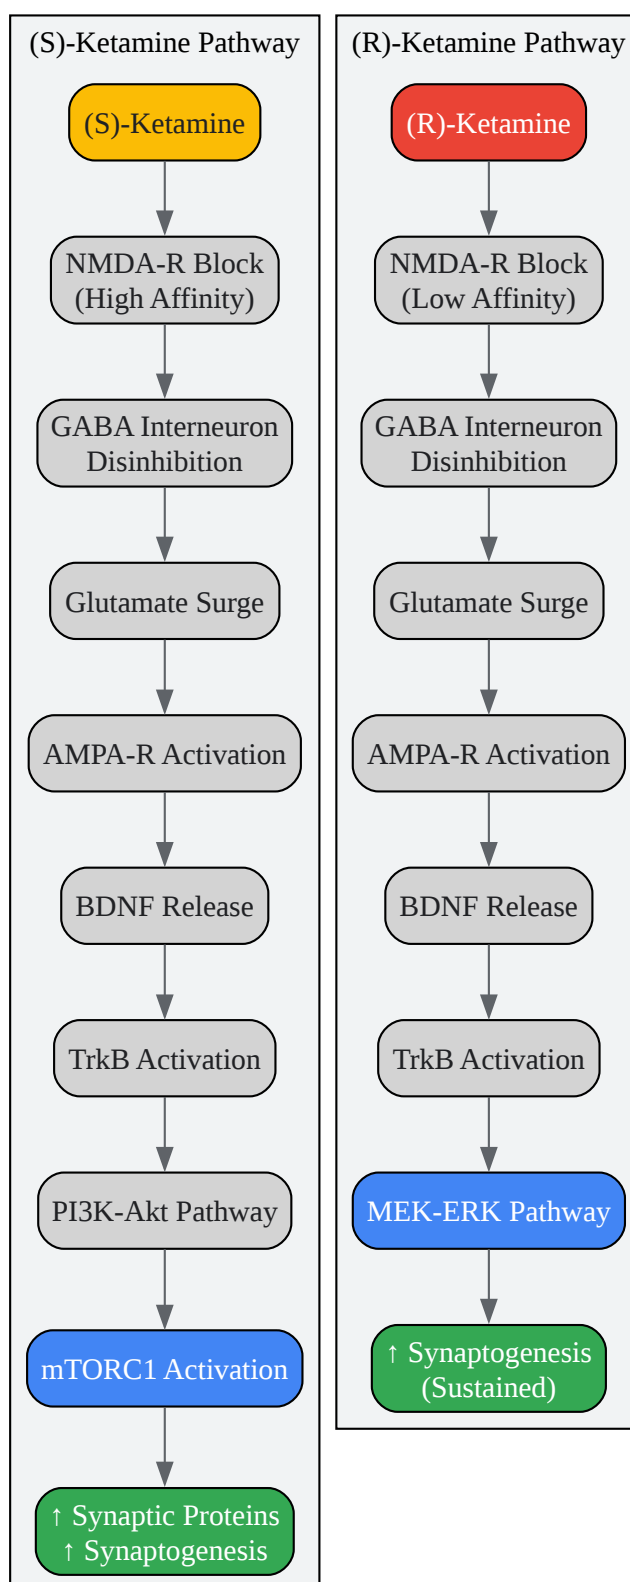 (S)-Ketamine Pathway
(S)-Ketamine
NMDA-R Block
(High Affinity)
GABA Interneuron
Disinhibition
Glutamate Surge
AMPA-R Activation
BDNF Release
TrkB Activation
PI3K-Akt Pathway
mTORC1 Activation
↑ Synaptic Proteins
↑ Synaptogenesis
(R)-Ketamine Pathway
(R)-Ketamine
NMDA-R Block
(Low Affinity)
GABA Interneuron
Disinhibition
Glutamate Surge
AMPA-R Activation
BDNF Release
TrkB Activation
MEK-ERK Pathway
↑ Synaptogenesis
(Sustained)